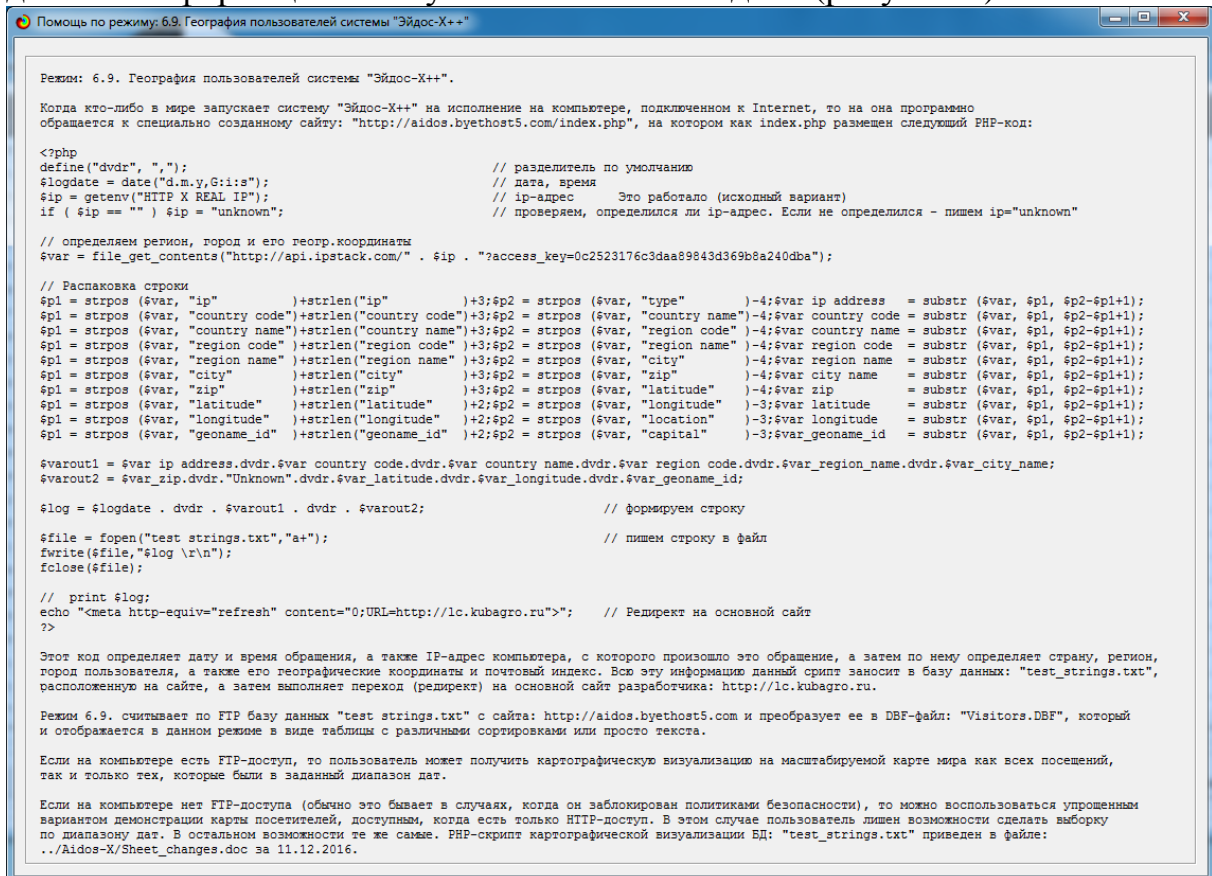 Помощь по режиму: 6.9. География пользователей системы "Эйдос-Х++"
Режим: 6.9. География пользователей системы "Эйдос-Х++".
Когда кто-либо в мире запускает систему "Эйдос-Х++" на исполнение на компьютере, подключенном к Internet, то на она программно
обращается к специально созданному сайту: "http://aidos.byethost5.com/index.php", на котором как index.php размещен следующий PHP-код:
<?php
define("dvdr", ","); // разделитель по умолчанию
$logdate = date("d.m.y,G:i:s"); // дата, время
$ip = getenv("HTTP X REAL IP"); // ip-адрес Это работало (исходный вариант)
if ( $ip == "" ) $ip = "unknown"; // проверяем, определился ли ip-адрес. Если не определился - пишем ip="unknown"
// определяем регион, город и его геогр.координаты
$var = file_get_contents("http://api.ipstack.com/" . $ip . "?access_key=0c2523176c3daa89843d369b8a240dba");
// Распаковка строки
$p1 = strpos ($var, "ip" )+strlen("ip" )+3;$p2 = strpos ($var, "type" )-4;$var ip address = substr ($var, $p1, $p2-$p1+1);
$p1 = strpos ($var, "country code")+strlen("country code")+3;$p2 = strpos ($var, "country name")-4;$var country code = substr ($var, $p1, $p2-$p1+1);
$p1 = strpos ($var, "country name")+strlen("country name")+3;$p2 = strpos ($var, "region code" )-4;$var country name = substr ($var, $p1, $p2-$p1+1);
$p1 = strpos ($var, "region code" )+strlen("region code" )+3;$p2 = strpos ($var, "region name" )-4;$var region code = substr ($var, $p1, $p2-$p1+1);
$p1 = strpos ($var, "region name" )+strlen("region name" )+3;$p2 = strpos ($var, "city" )-4;$var region name = substr ($var, $p1, $p2-$p1+1);
$p1 = strpos ($var, "city" )+strlen("city" )+3;$p2 = strpos ($var, "zip" )-4;$var city name = substr ($var, $p1, $p2-$p1+1);
$p1 = strpos ($var, "zip" )+strlen("zip" )+3;$p2 = strpos ($var, "latitude" )-4;$var zip = substr ($var, $p1, $p2-$p1+1);
$p1 = strpos ($var, "latitude" )+strlen("latitude" )+2;$p2 = strpos ($var, "longitude" )-3;$var latitude = substr ($var, $p1, $p2-$p1+1);
$p1 = strpos ($var, "longitude" )+strlen("longitude" )+2;$p2 = strpos ($var, "location" )-3;$var longitude = substr ($var, $p1, $p2-$p1+1);
$p1 = strpos ($var, "geoname_id" )+strlen("geoname_id" )+2;$p2 = strpos ($var, "capital" )-3;$var_geoname_id = substr ($var, $p1, $p2-$p1+1);
$varout1 = $var ip address.dvdr.$var country code.dvdr.$var country name.dvdr.$var region code.dvdr.$var_region_name.dvdr.$var_city_name;
$varout2 = $var_zip.dvdr."Unknown".dvdr.$var_latitude.dvdr.$var_longitude.dvdr.$var_geoname_id;
$log = $logdate . dvdr . $varout1 . dvdr . $varout2; // формируем строку
$file = fopen("test strings.txt","a+"); // пишем строку в файл
fwrite($file,"$log \r\n");
fclose($file);
// print $log;
echo "<meta http-equiv="refresh" content="0;URL=http://lc.kubagro.ru">"; // Редирект на основной сайт
?>
Этот код определяет дату и время обращения, а также IP-адрес компьютера, с которого произошло это обращение, а затем по нему определяет страну, регион,
город пользователя, а также его географические координаты и почтовый индекс. Всю эту информацию данный срипт заносит в базу данных: "test_strings.txt",
расположенную на сайте, а затем выполняет переход (редирект) на основной сайт разработчика: http://lc.kubagro.ru.
Режим 6.9. считывает по FTP базу данных "test strings.txt" с сайта: http://aidos.byethost5.com и преобразует ее в DBF-файл: "Visitors.DBF", который
и отображается в данном режиме в виде таблицы с различными сортировками или просто текста.
Если на компьютере есть FTP-доступ, то пользователь может получить картографическую визуализацию на масштабируемой карте мира как всех посещений,
так и только тех, которые были в заданный диапазон дат.
Если на компьютере нет FTP-доступа (обычно это бывает в случаях, когда он заблокирован политиками безопасности), то можно воспользоваться упрощенным
вариантом демонстрации карты посетителей, доступным, когда есть только HTTP-доступ. В этом случае пользователь лишен возможности сделать выборку
по диапазону дат. В остальном возможности те же самые. PHP-скрипт картографической визуализации БД: "test_strings.txt" приведен в файле:
../Aidos-X/Sheet_changes.doc за 11.12.2016.